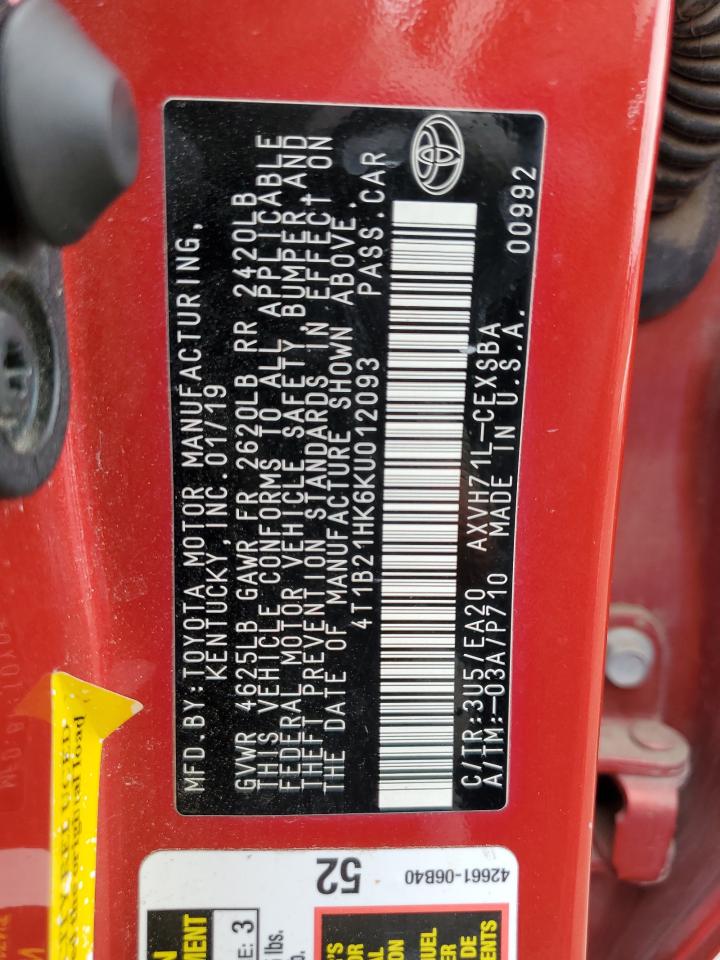 MFD.BY:TOYOTA MOTOR MANUFACTURING,
KENTUCKY, INC. 01/19
GVWR 4625LB GAWR FR 2620LB RR 2420LB
THIS VEHICLE CONFORMS TO ALL APPLICABLE
FEDERAL MOTOR VEHICLE SAFETY, BUMPER, AND
THEFT PREVENTION STANDARDS IN EFFECT ON
THE DATE OF MANUFACTURE SHOWN ABOVE.
4T1B21HK6KU012093 PASS.CAR
C/TR:3U5/EA20 AXVH71L-CEXSBA
A/TM:-03A/P710 MADE IN U.S.A. 00992
52
42661-06B40
E: 3
lbs.